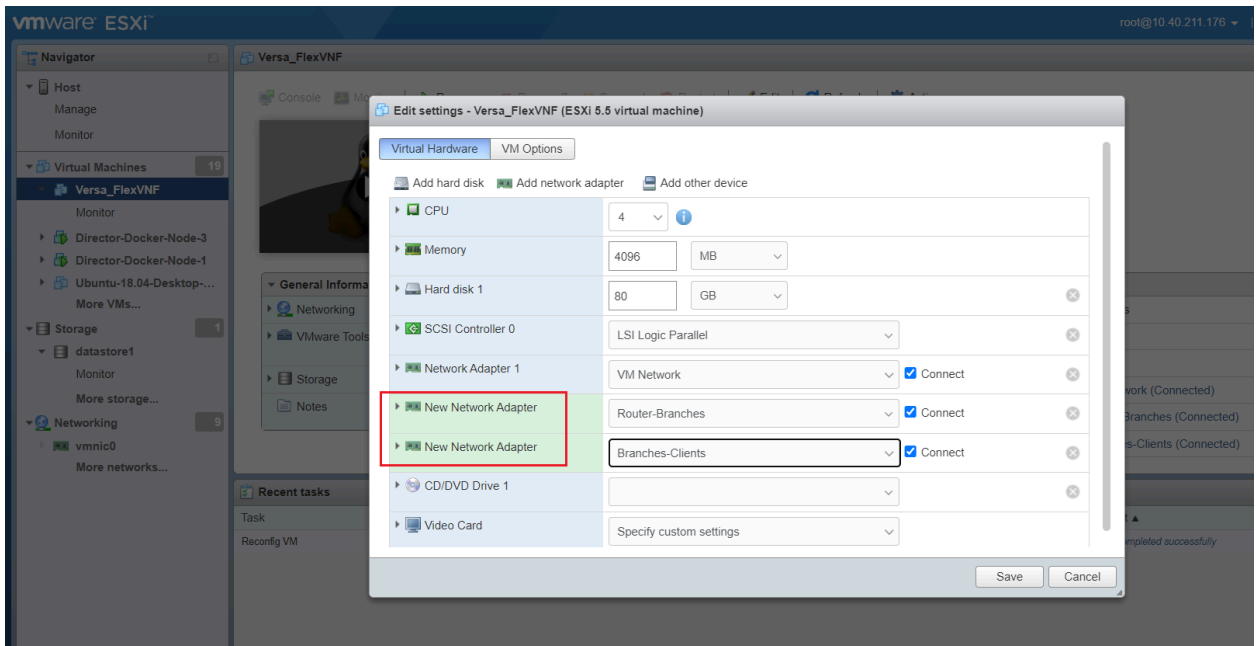 vmware ESXi™
root@10.40.211.176
Navigator
Host
Manage
Monitor
Virtual Machines 19
Versa_FlexVNF
Monitor
Director-Docker-Node-3
Director-Docker-Node-1
Ubuntu-18.04-Desktop-...
More VMs...
Storage 1
datastore1
Monitor
More storage...
Networking 9
vmnic0
More networks...
Versa_FlexVNF
Console
Edit settings - Versa_FlexVNF (ESXi 5.5 virtual machine)
Virtual Hardware VM Options
Add hard disk Add network adapter Add other device
CPU 4
Memory 4096 MB
Hard disk 1 80 GB
SCSI Controller 0 LSI Logic Parallel
Network Adapter 1 VM Network Connect
New Network Adapter Router-Branches Connect
New Network Adapter Branches-Clients Connect
CD/DVD Drive 1
Video Card Specify custom settings
Save Cancel
General Informa
Networking
VMware Tools
Storage
Notes
work (Connected)
Branches (Connected)
s-Clients (Connected)
Recent tasks
Task
Reconfig VM
mpleted successfully